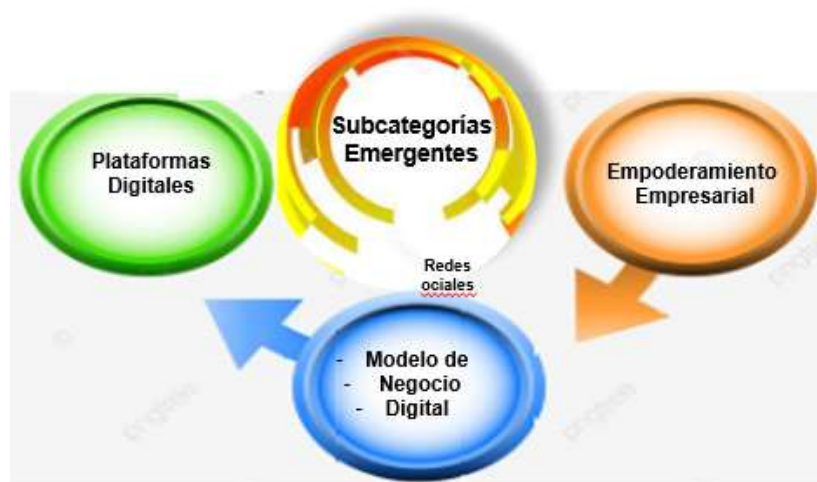 Subcategorías
Emergentes
Plataformas
Digitales
Empoderamiento
Empresarial
Redes
ociales
- Modelo de
- Negocio
- Digital